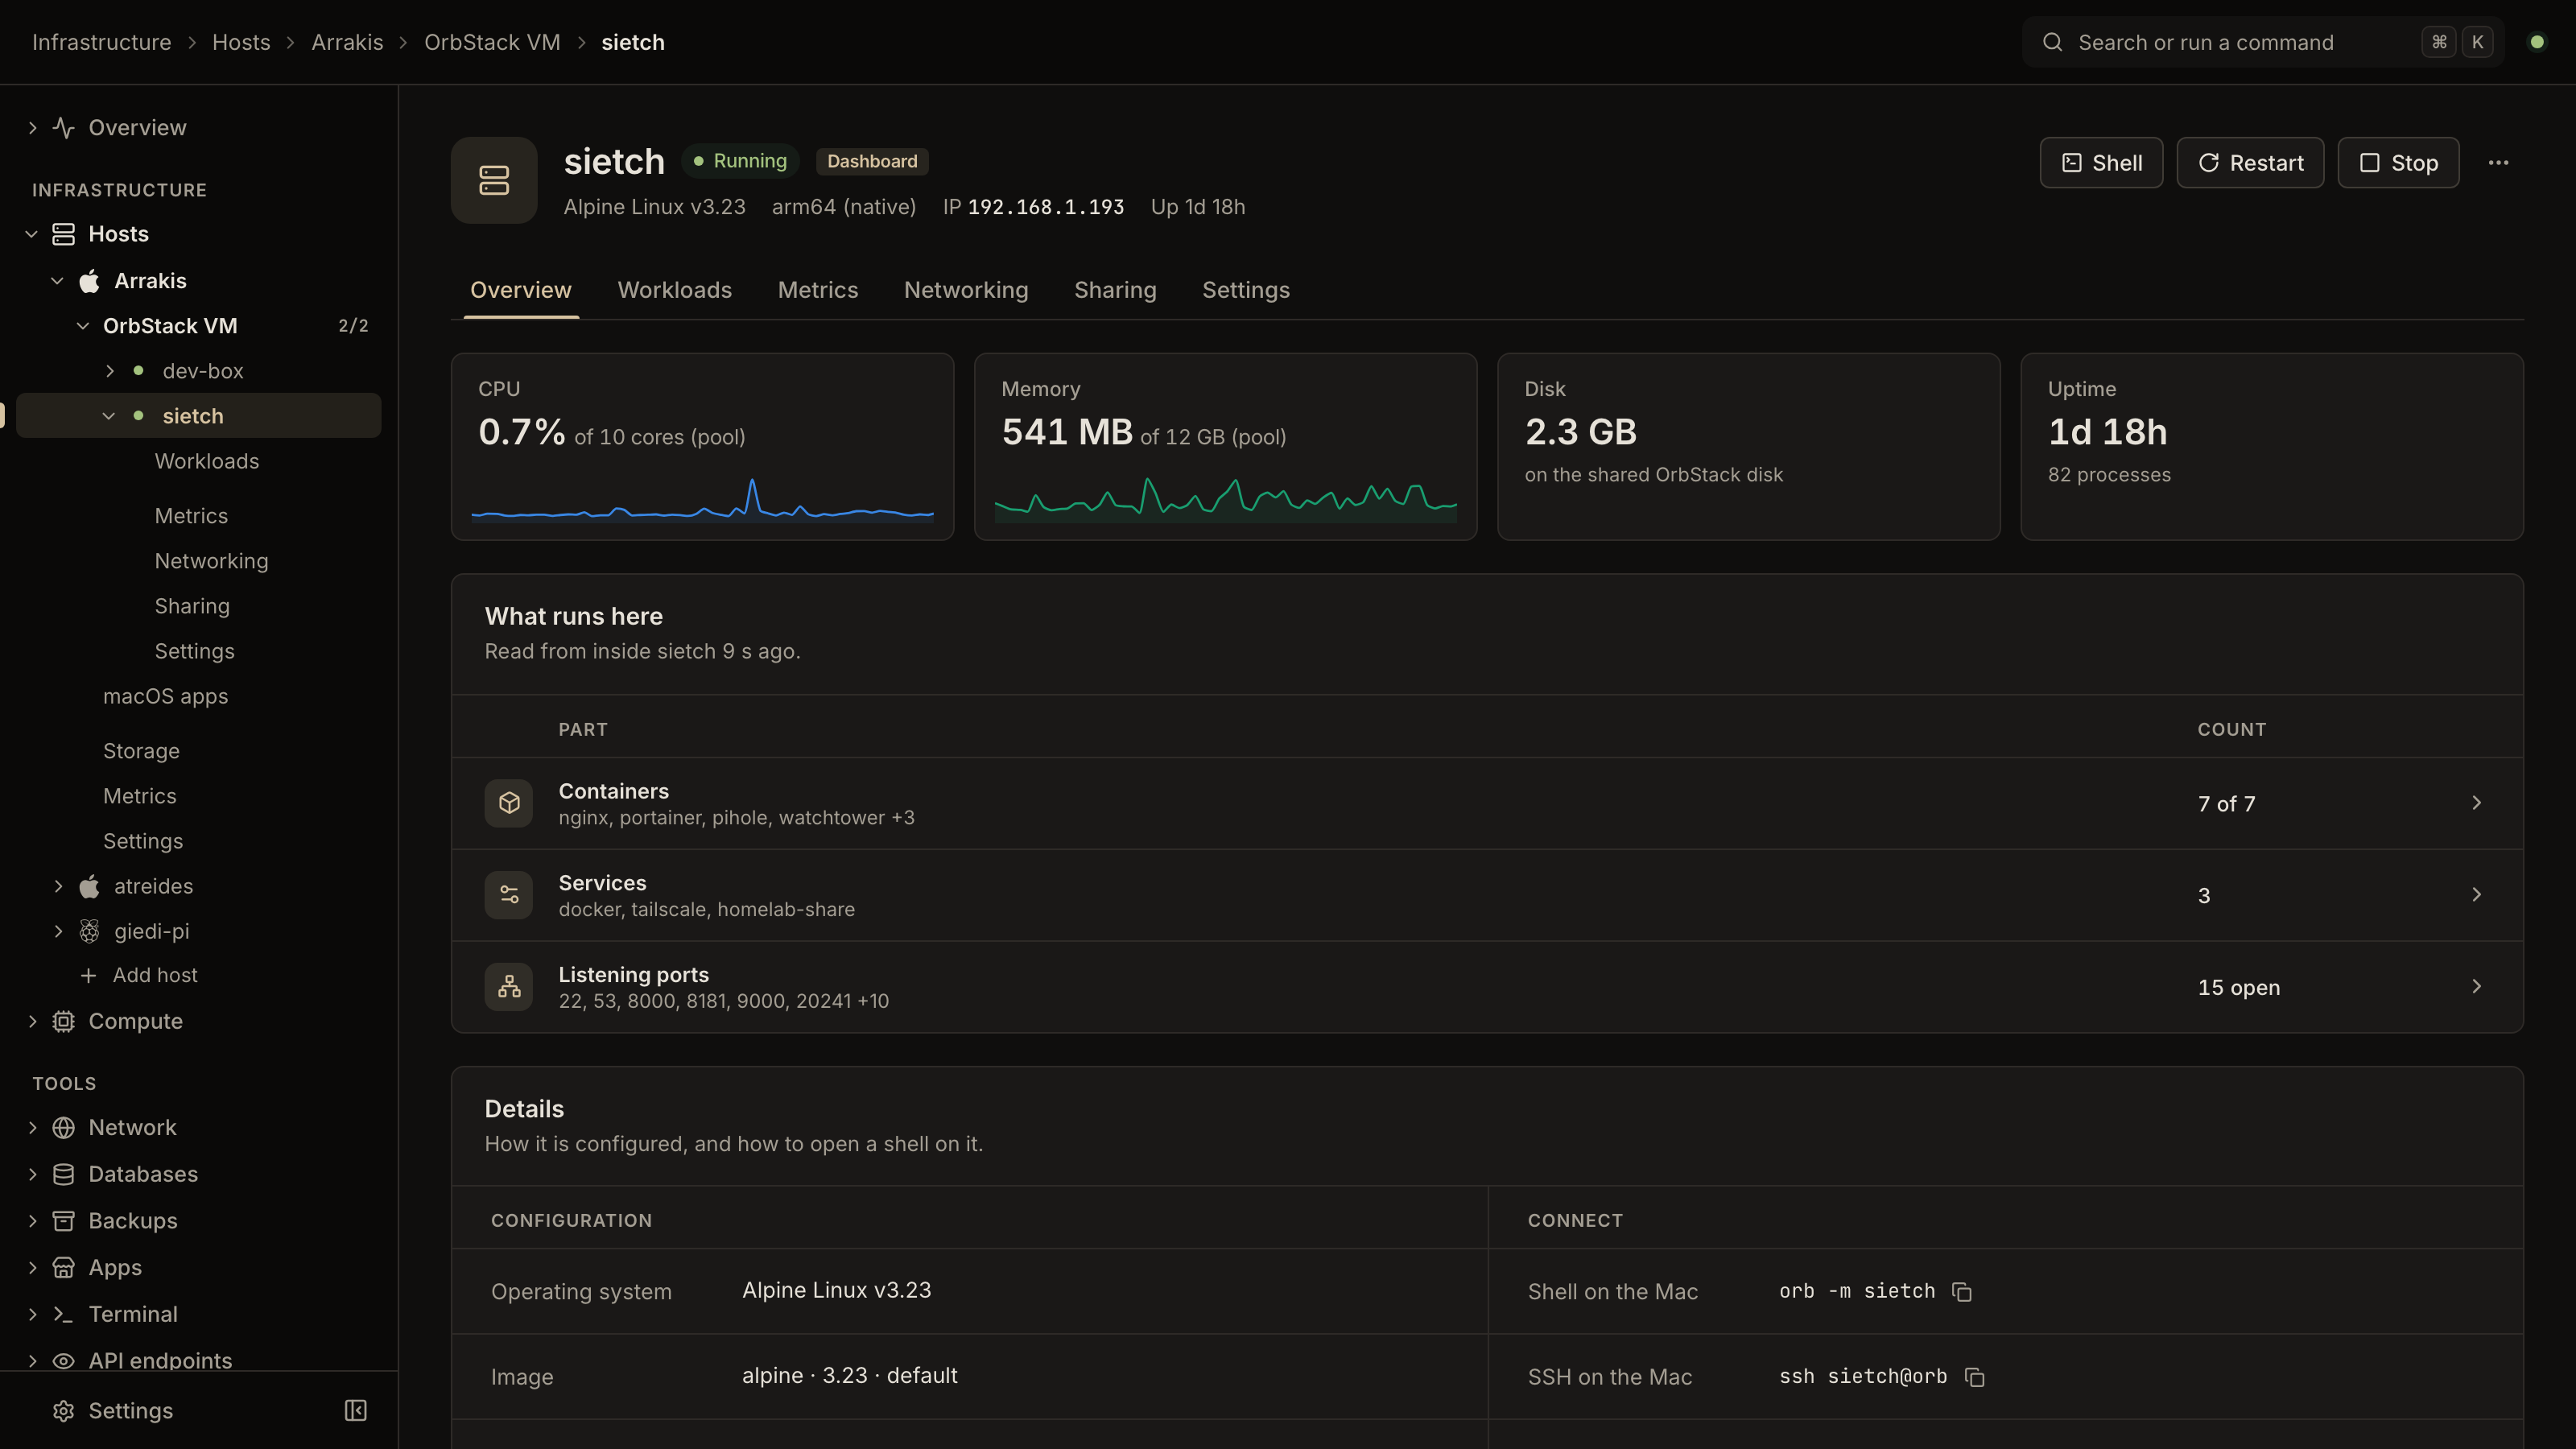 Infrastructure > Hosts > Arrakis > OrbStack VM > sietch
Search or run a command ⌘ K
Overview
INFRASTRUCTURE
Hosts
Arrakis
OrbStack VM 2/2
dev-box
sietch
Workloads
Metrics
Networking
Sharing
Settings
macOS apps
Storage
Metrics
Settings
atreides
giedi-pi
Add host
Compute
TOOLS
Network
Databases
Backups
Apps
Terminal
API endpoints
Settings
sietch Running Dashboard
Alpine Linux v3.23 arm64 (native) IP 192.168.1.193 Up 1d 18h
Shell Restart Stop
Overview Workloads Metrics Networking Sharing Settings
CPU
0.7% of 10 cores (pool)
Memory
541 MB of 12 GB (pool)
Disk
2.3 GB
on the shared OrbStack disk
Uptime
1d 18h
82 processes
What runs here
Read from inside sietch 9 s ago.
PART COUNT
Containers
nginx, portainer, pihole, watchtower +3
7 of 7
Services
docker, tailscale, homelab-share
3
Listening ports
22, 53, 8000, 8181, 9000, 20241 +10
15 open
Details
How it is configured, and how to open a shell on it.
CONFIGURATION
Operating system Alpine Linux v3.23
Image alpine · 3.23 · default
CONNECT
Shell on the Mac orb -m sietch
SSH on the Mac ssh sietch@orb